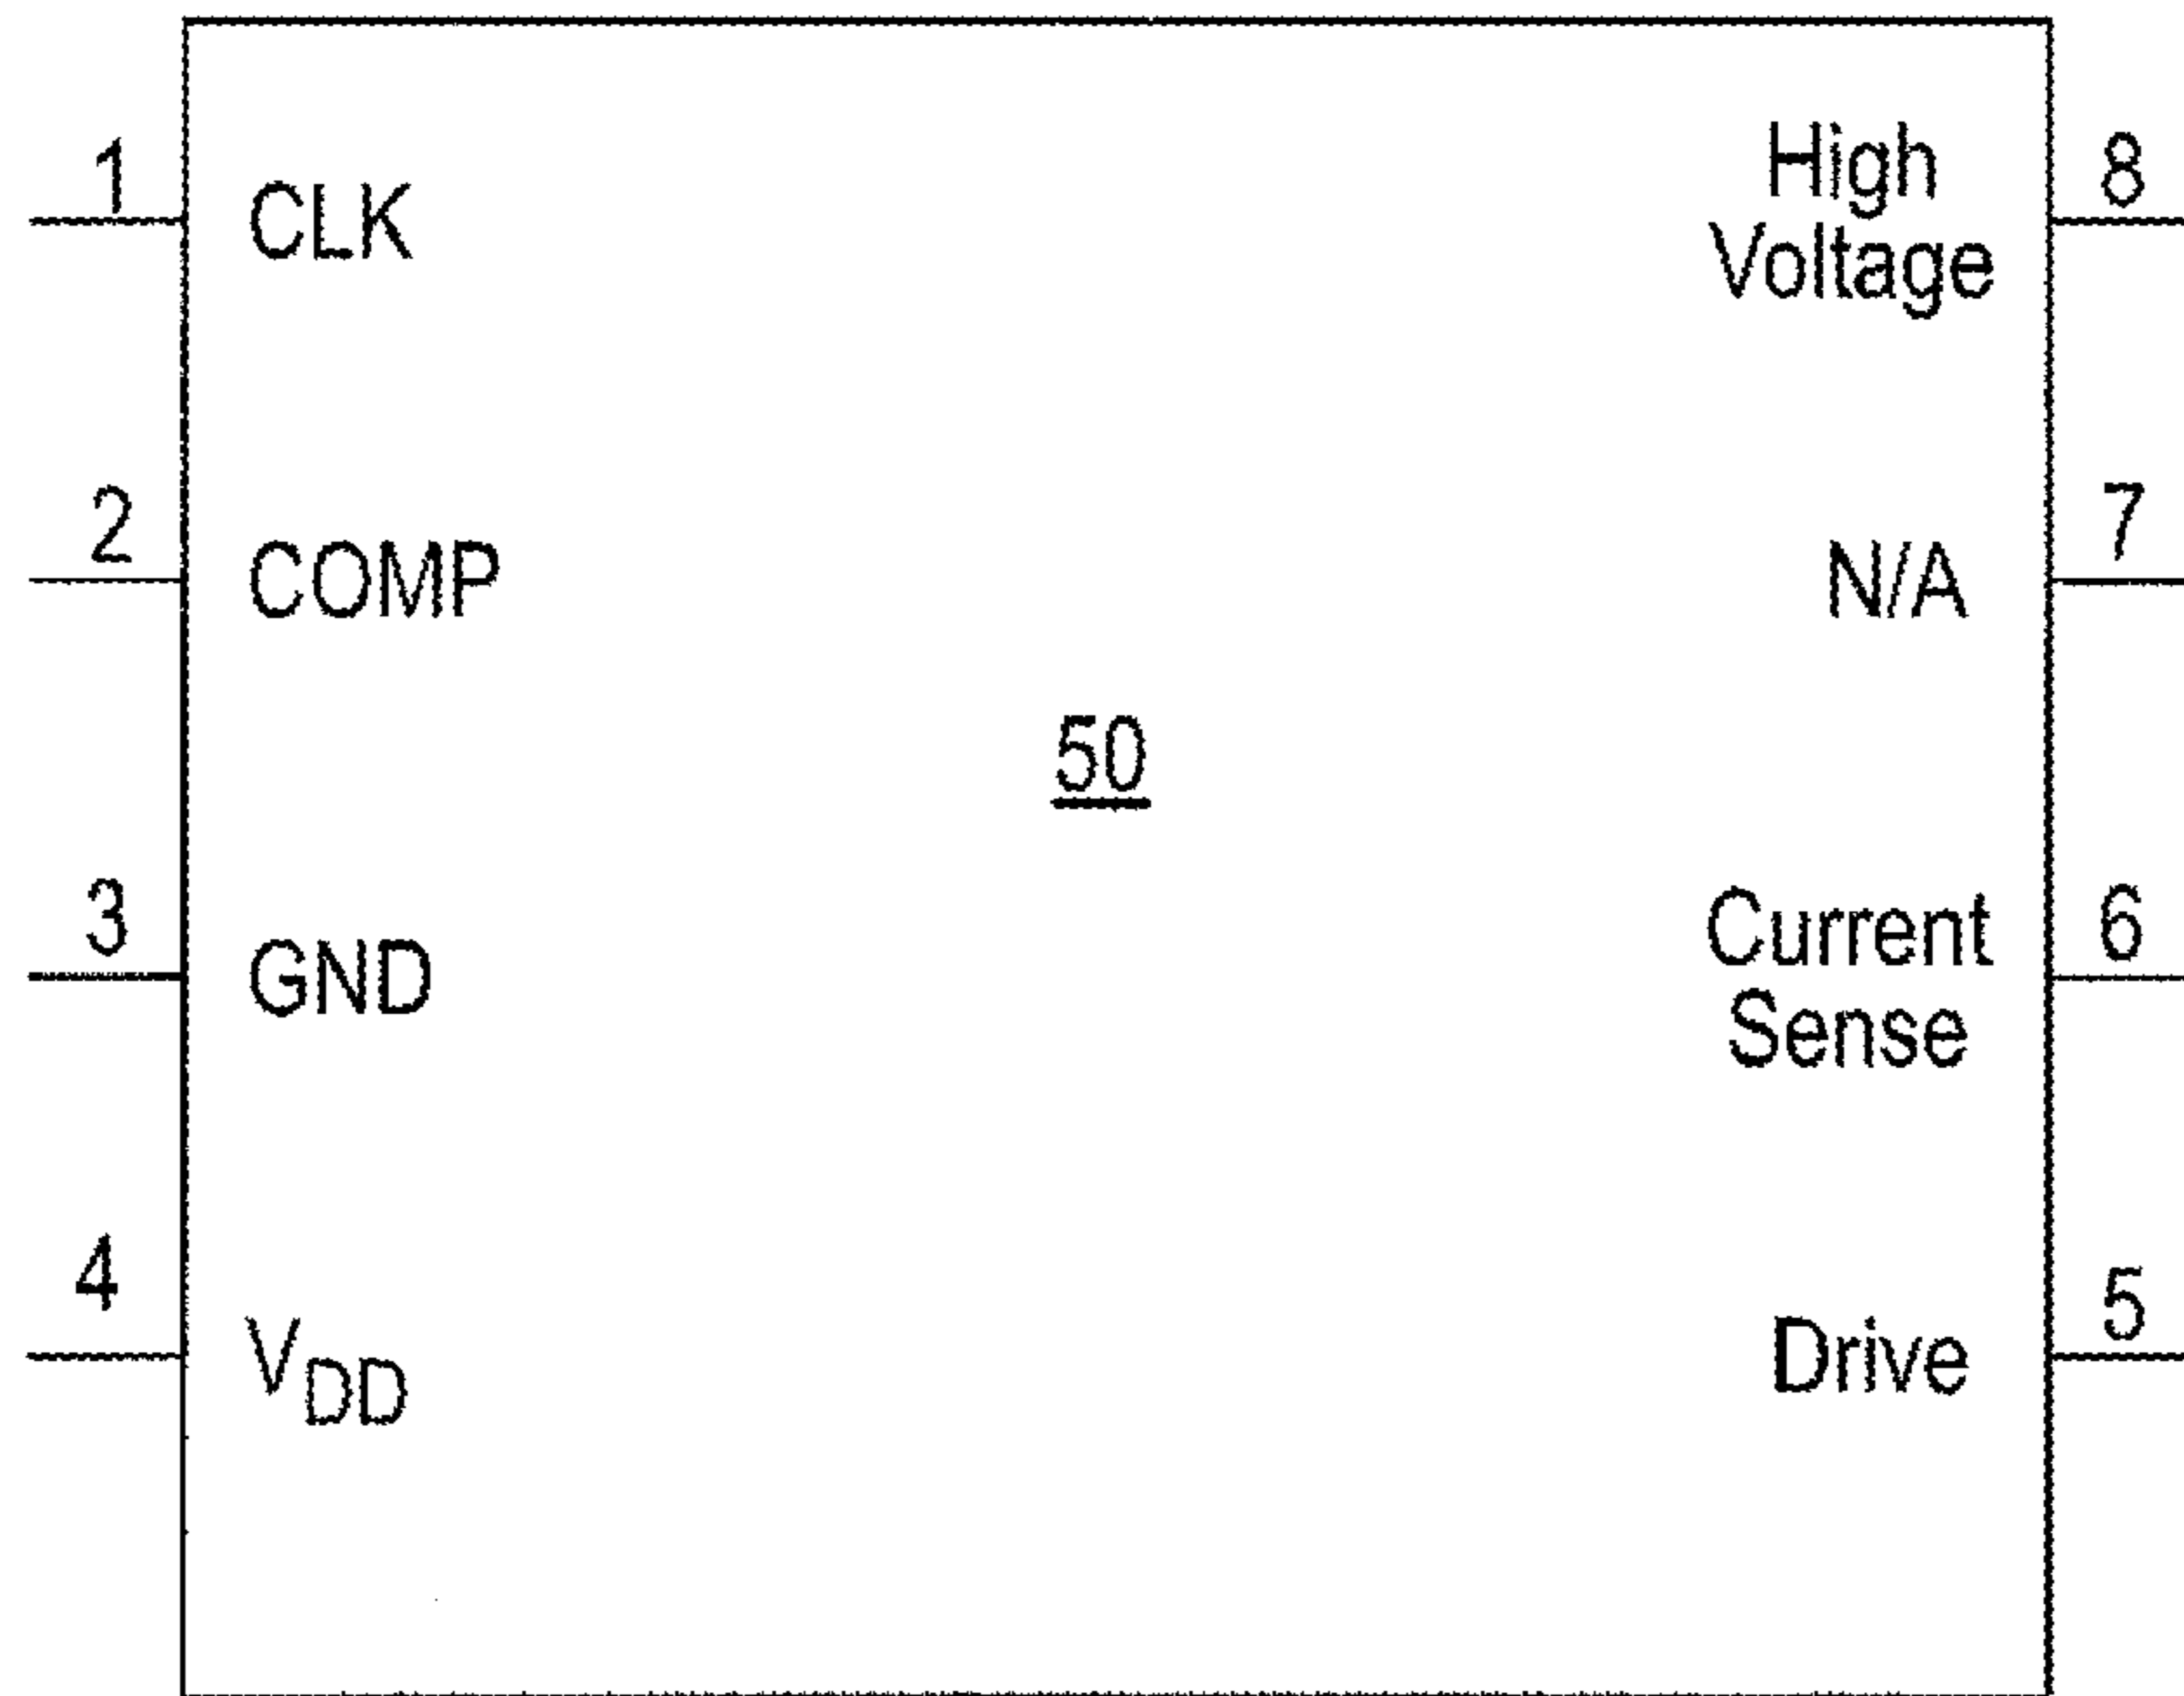 1
CLK
High
Voltage
8
2
COMP
N/A
7
50
3
GND
Current
Sense
6
4
VDD
Drive
5